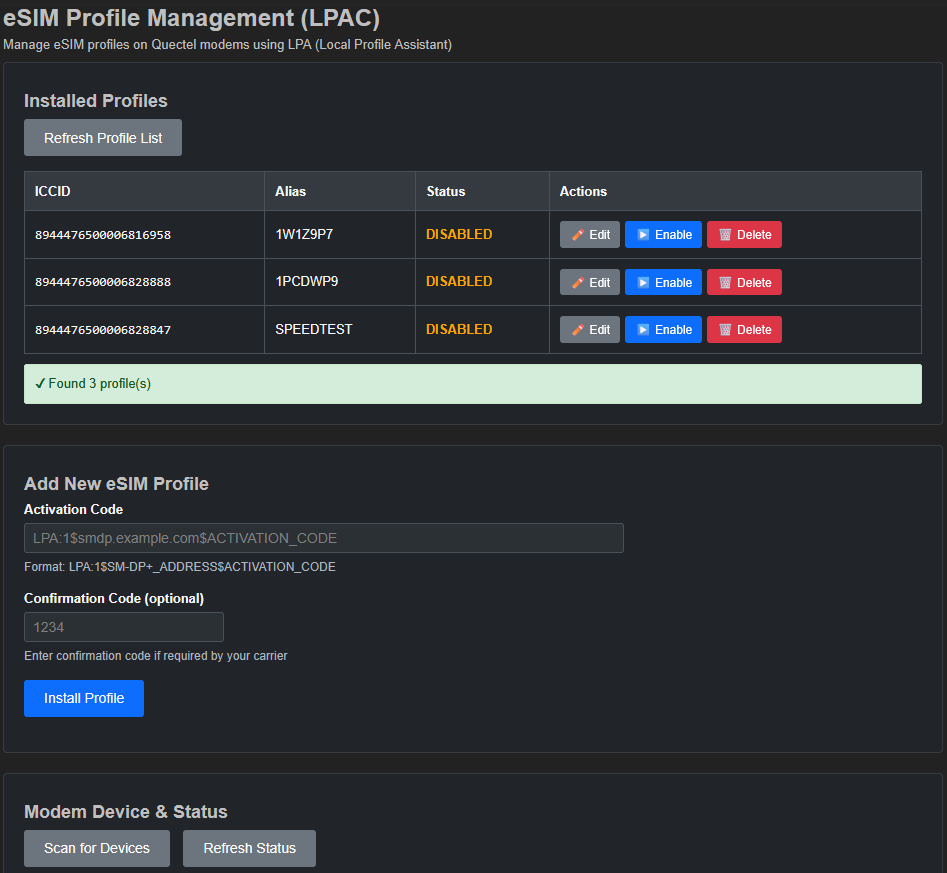 eSIM Profile Management (LPAC)
Manage eSIM profiles on Quectel modems using LPA (Local Profile Assistant)
Installed Profiles
Refresh Profile List
ICCID Alias Status Actions
8944476500006816958 1W1Z9P7 DISABLED Edit Enable Delete
8944476500006828888 1PCDWP9 DISABLED Edit Enable Delete
8944476500006828847 SPEEDTEST DISABLED Edit Enable Delete
✓ Found 3 profile(s)
Add New eSIM Profile
Activation Code
LPA:1$smdp.example.com$ACTIVATION_CODE
Format: LPA:1$SM-DP+_ADDRESS$ACTIVATION_CODE
Confirmation Code (optional)
1234
Enter confirmation code if required by your carrier
Install Profile
Modem Device & Status
Scan for Devices Refresh Status